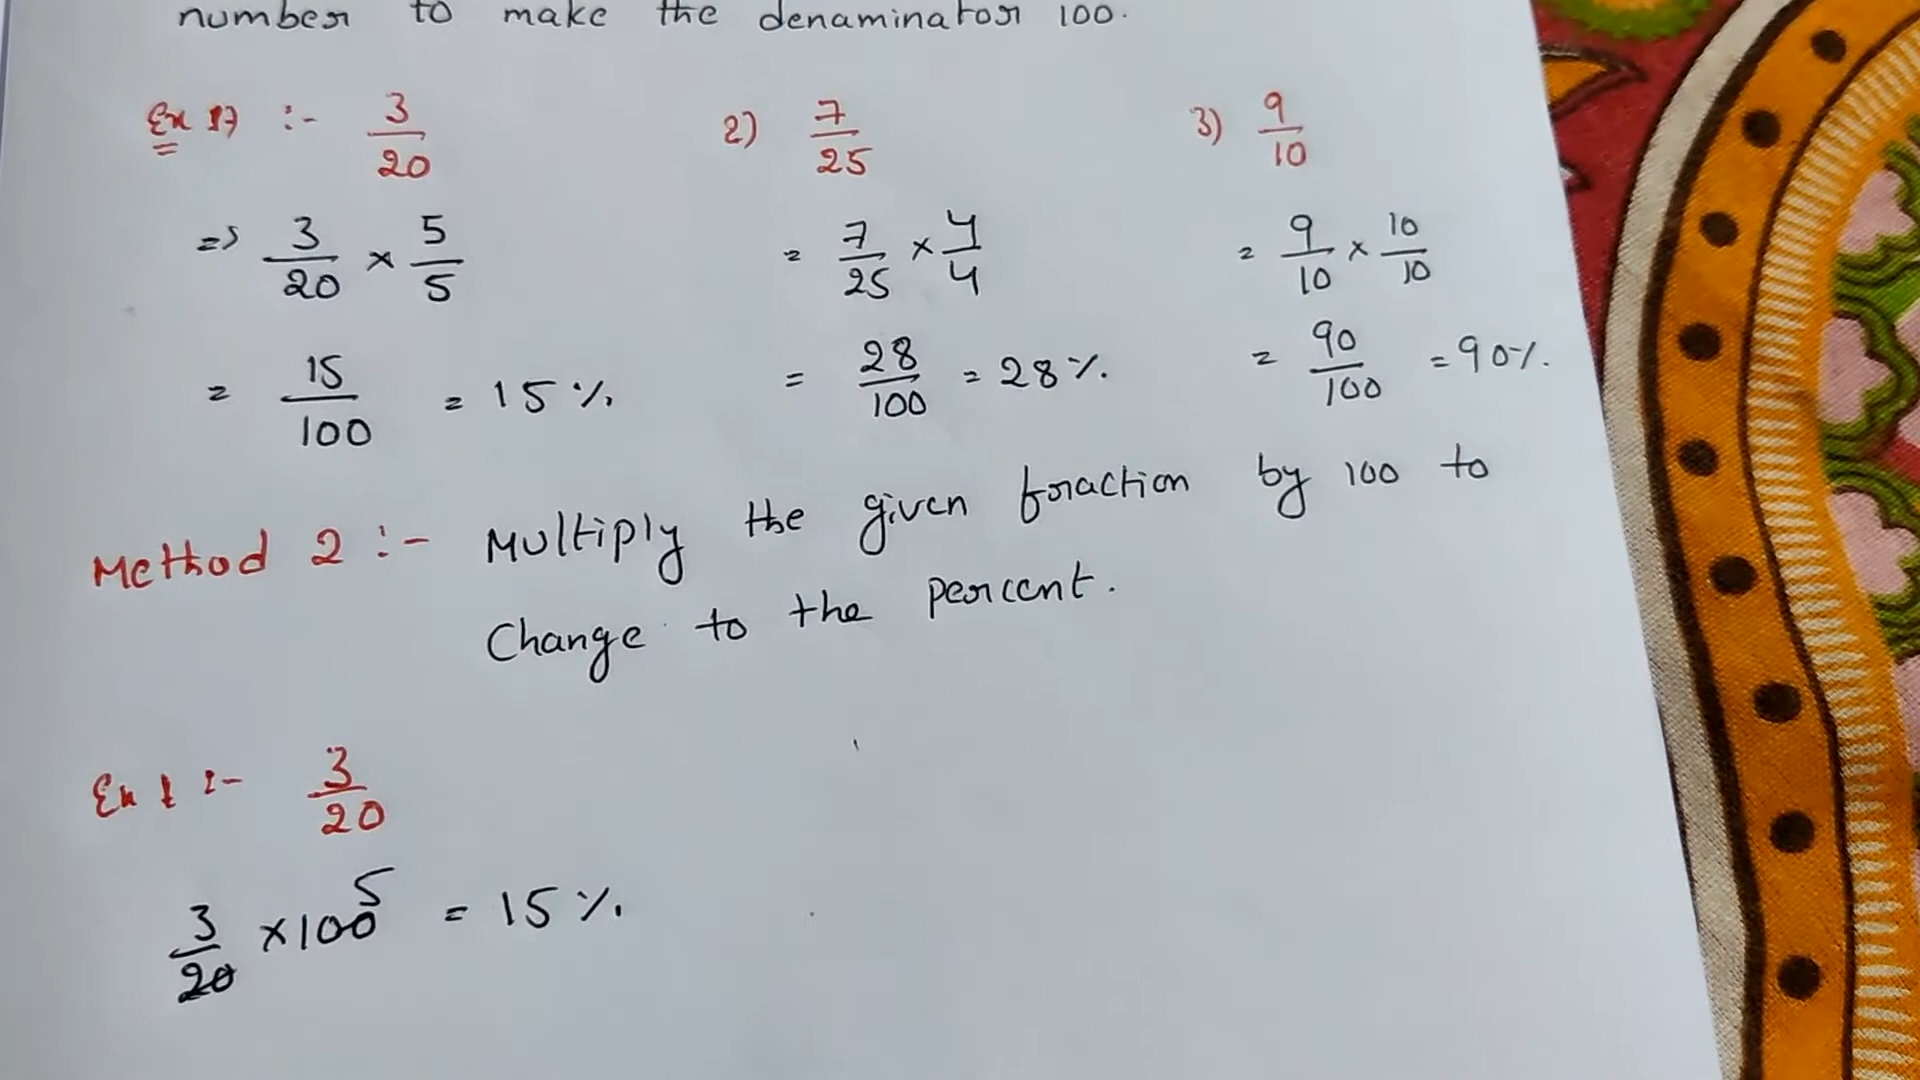 number to make the denaminator 100.
Ex 1) :- 3/20 2) 7/25 3) 9/10
=> 3/20 × 5/5 = 7/25 × 4/4 = 9/10 × 10/10
= 15/100 = 15% = 28/100 = 28% = 90/100 = 90%
Method 2 :- Multiply the given fraction by 100 to
Change to the percent.
Ex 1 :- 3/20
3/20 × 100 5 = 15%